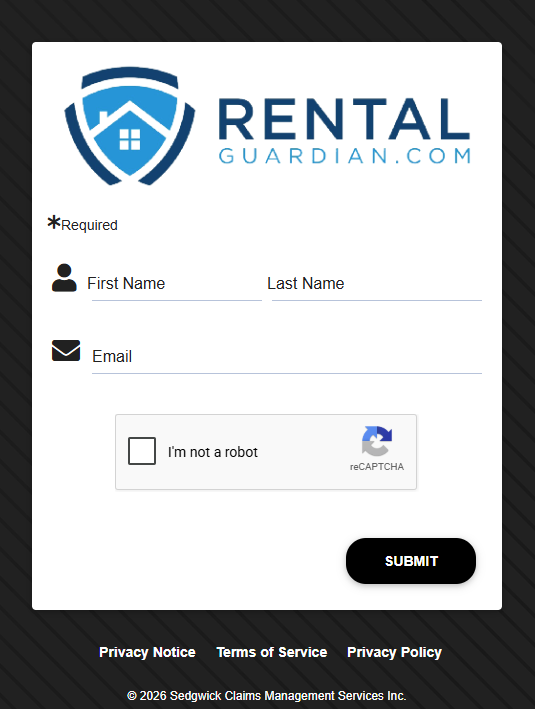 RENTAL
GUARDIAN.COM
*Required
First Name Last Name
Email
I'm not a robot
reCAPTCHA
SUBMIT
Privacy Notice Terms of Service Privacy Policy
© 2026 Sedgwick Claims Management Services Inc.